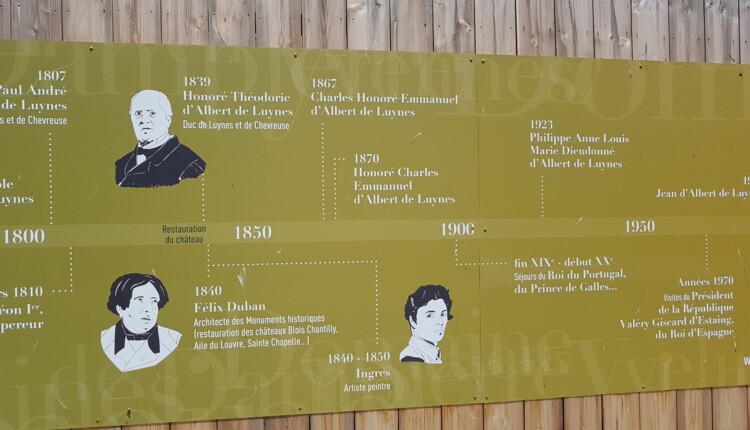 1807
Paul André
de Luynes
s et de Chevreuse
1839
Honoré Théodoric
d'Albert de Luynes
Duc de Luynes et de Chevreuse
1867
Charles Honoré Emmanuel
d'Albert de Luynes
1870
Honoré Charles
Emmanuel
d'Albert de Luynes
1923
Philippe Anne Louis
Marie Dieudonné
d'Albert de Luynes
Jean d'Albert de Luy
uynes
1800
Restauration
du château
1850
1900
1950
rs 1810
éon Ier,
pereur
1840
Félix Duban
Architecte des Monuments historiques
(restauration des châteaux Blois Chantilly,
Aile du Louvre, Sainte Chapelle...)
1840 - 1850
Ingres
Artiste peintre
fin XIXe - début XXe
Séjours du Roi du Portugal,
du Prince de Galles...
Années 1970
Visites du Président
de la République
Valéry Giscard d'Estaing,
du Roi d'Espagne
W